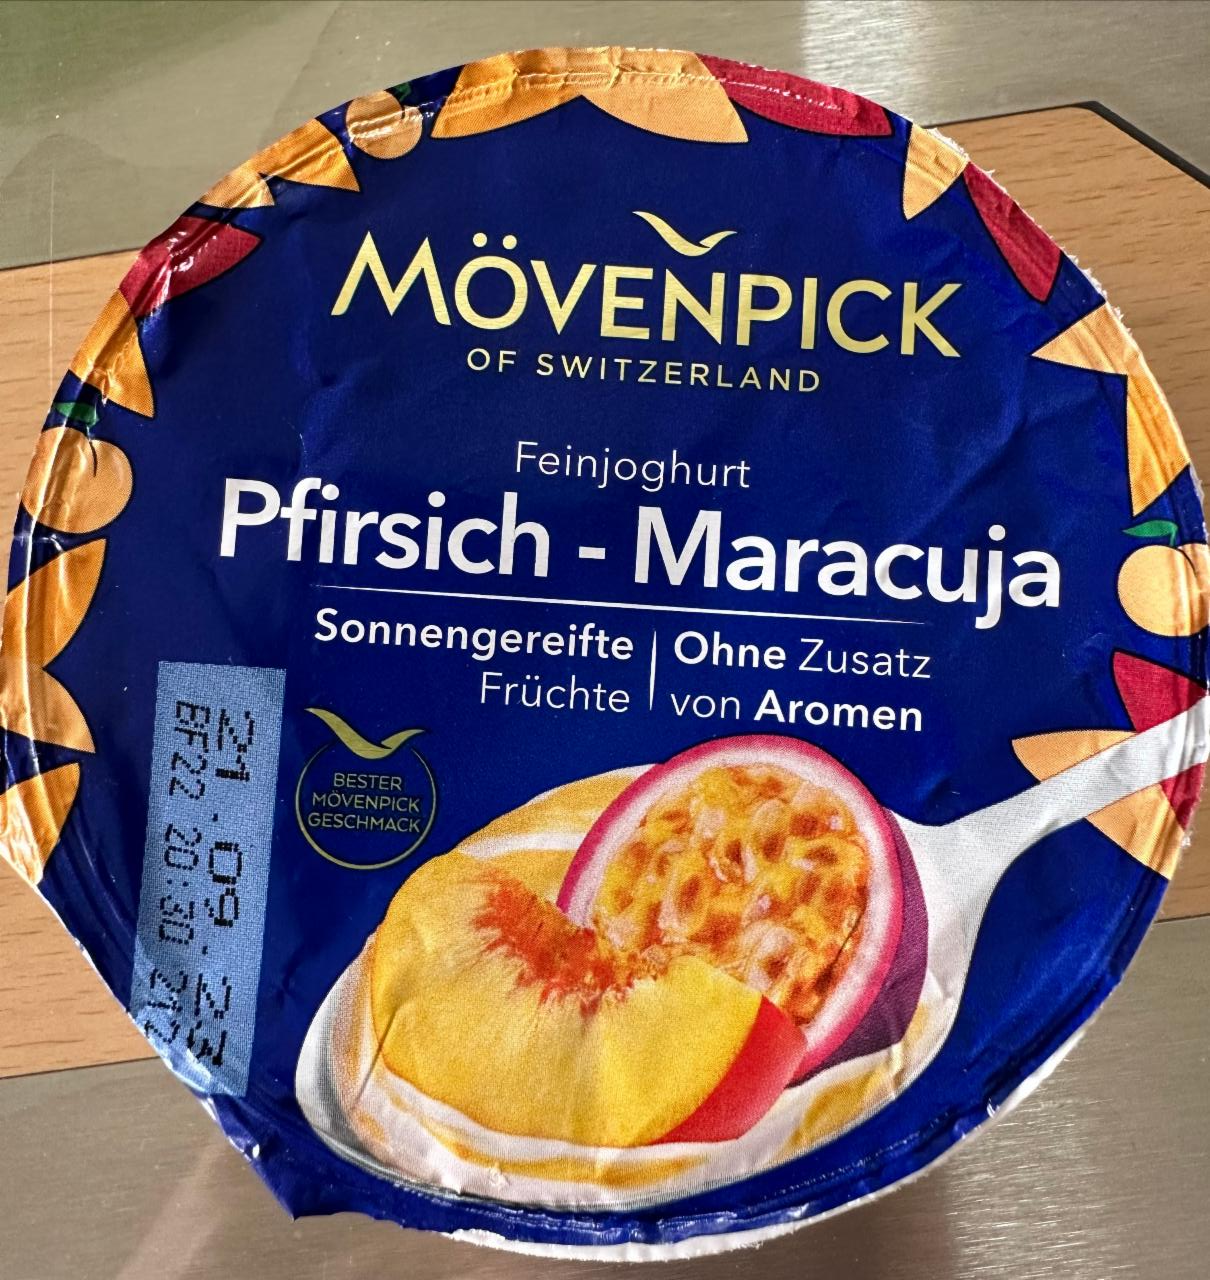 MÖVENPICK
OF SWITZERLAND
Feinjoghurt
Pfirsich - Maracuja
Sonnengereifte
Früchte
Ohne Zusatz
von Aromen
BESTER
MÖVENPICK
GESCHMACK
21.09.23
BF22 20:30